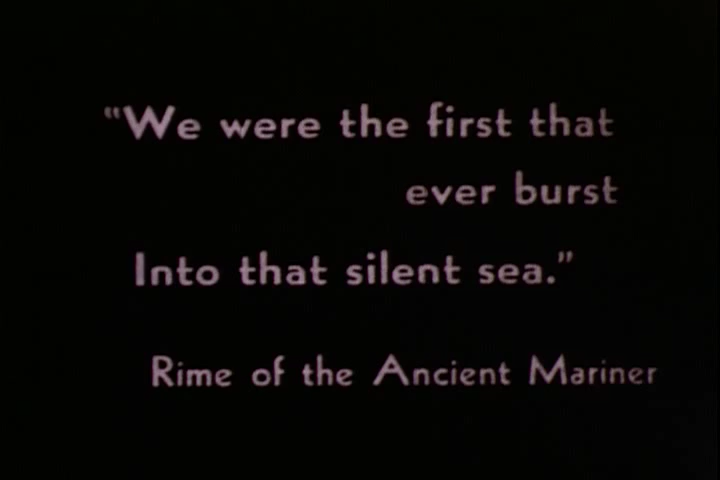 "We were the first that
ever burst
Into that silent sea."
Rime of the Ancient Mariner